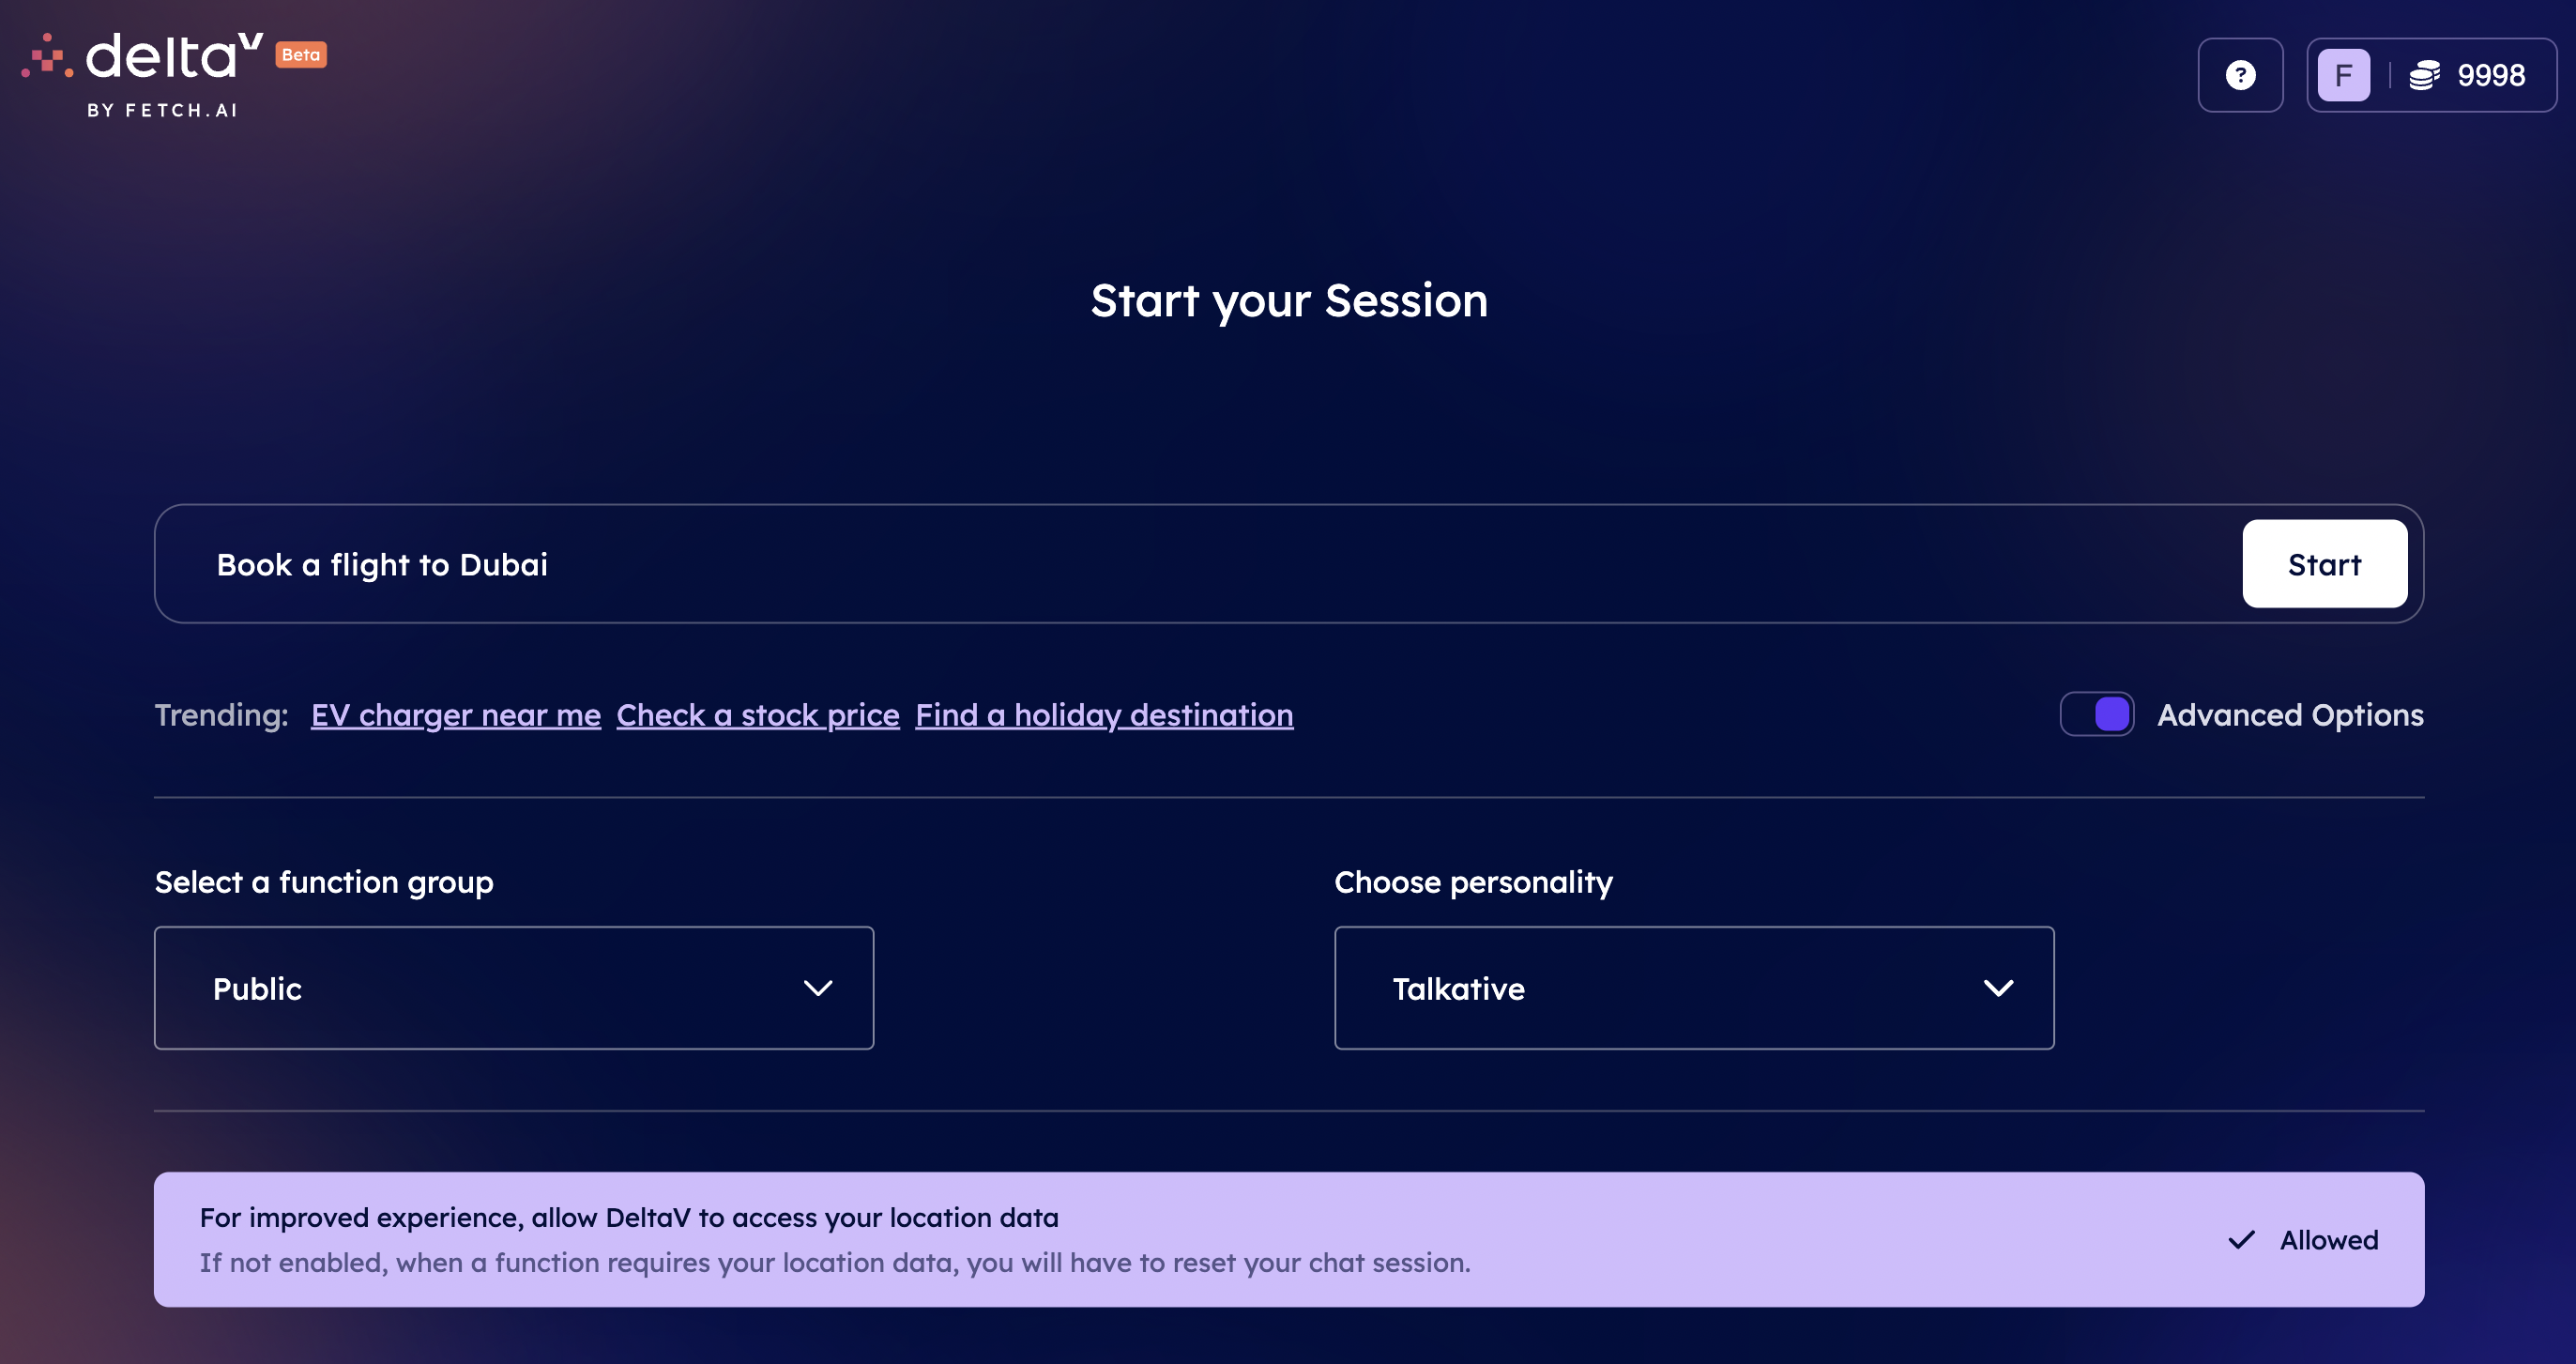 deltaV Beta
BY FETCH.AI
? F 9998
Start your Session
Book a flight to Dubai Start
Trending: EV charger near me Check a stock price Find a holiday destination Advanced Options
Select a function group Choose personality
Public Talkative
For improved experience, allow DeltaV to access your location data
If not enabled, when a function requires your location data, you will have to reset your chat session.
Allowed